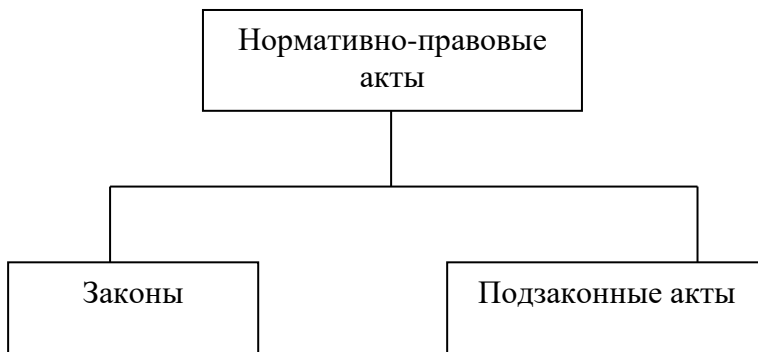 Нормативно-правовые
акты
Законы
Подзаконные акты